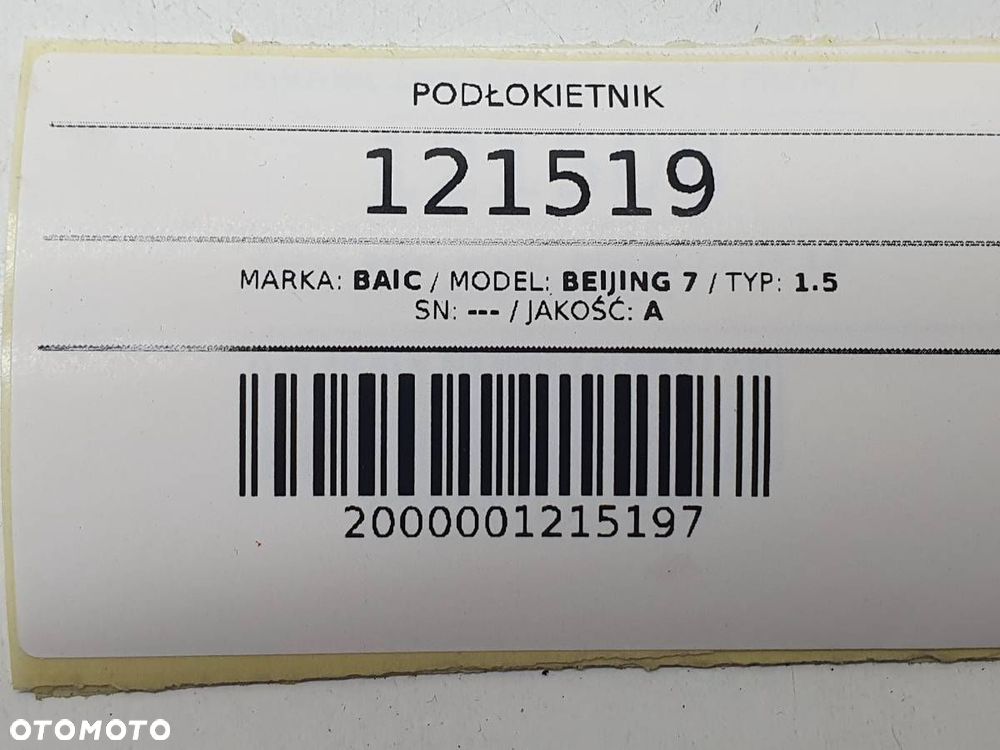 PODŁOKIETNIK
121519
MARKA: BAIC / MODEL: BEIJING 7 / TYP: 1.5
SN: --- / JAKOŚĆ: A
2000001215197
OTOMOTO